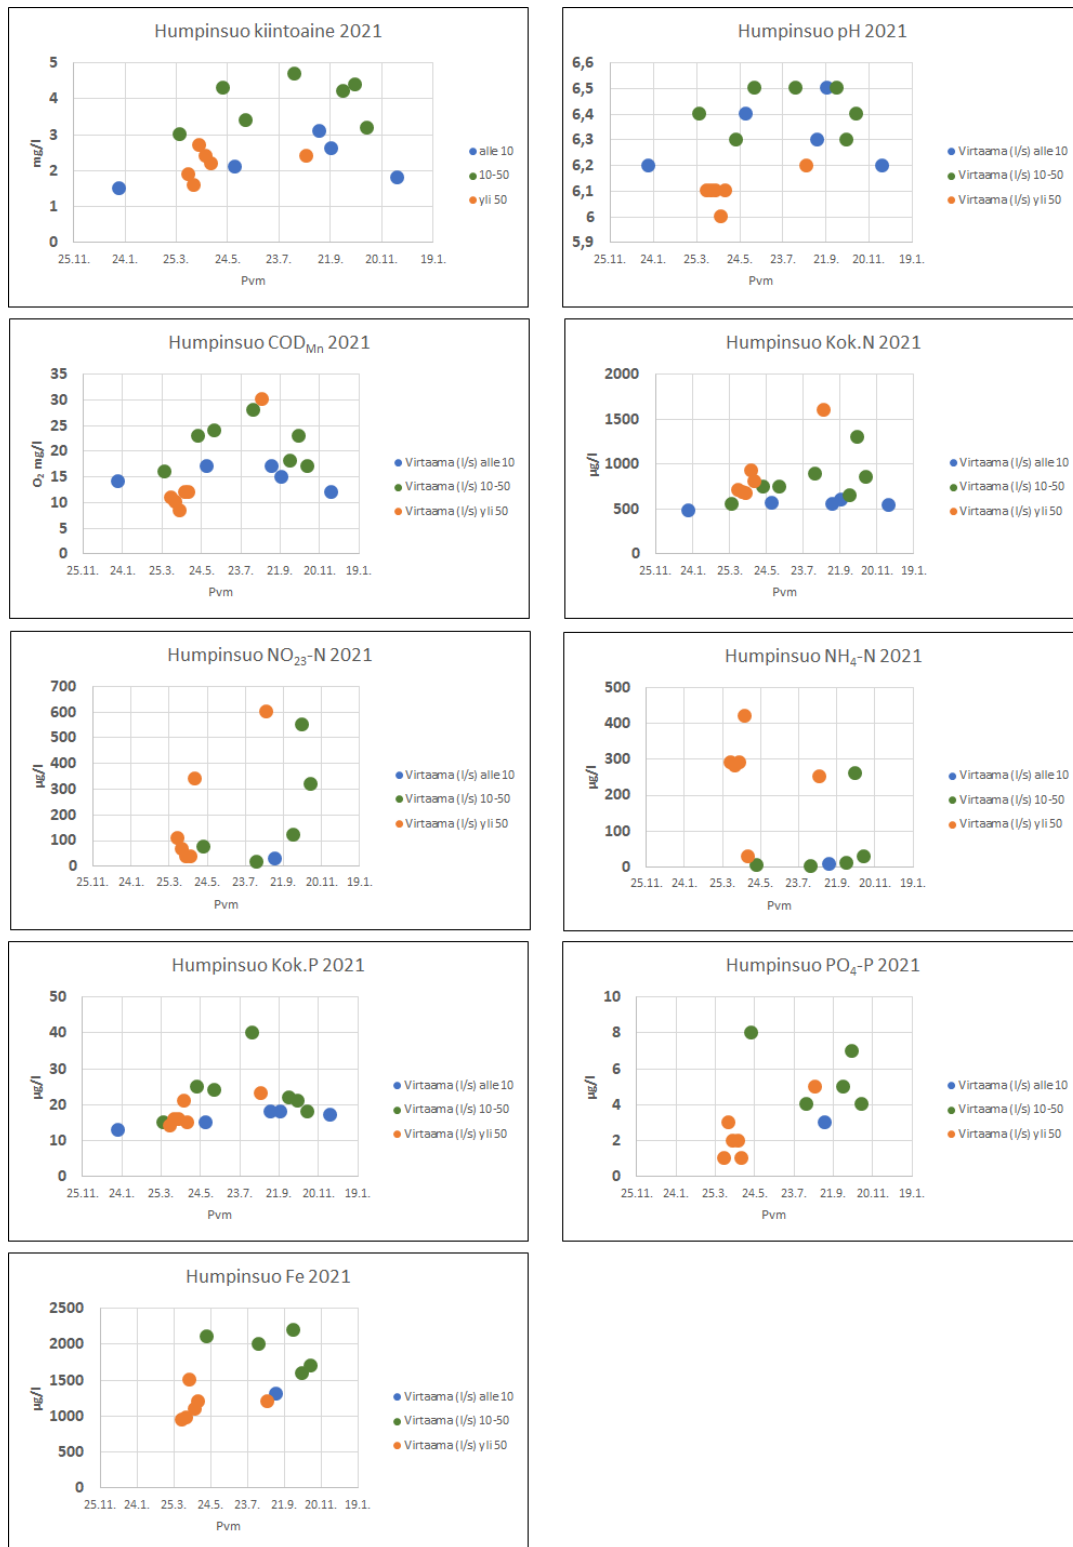 Humpinsuo kiintoaine 2021
5
4
3
2
1
0
mg/l
25.11. 24.1. 25.3. 24.5. 23.7. 21.9. 20.11. 19.1.
Pvm
alle 10
10-50
yli 50
Humpinsuo pH 2021
6,6
6,5
6,4
6,3
6,2
6,1
6
5,9
25.11. 24.1. 25.3. 24.5. 23.7. 21.9. 20.11. 19.1.
Pvm
Virtaama (l/s) alle 10
Virtaama (l/s) 10-50
Virtaama (l/s) yli 50
Humpinsuo COD_Mn 2021
35
30
25
20
15
10
5
0
O₂ mg/l
25.11. 24.1. 25.3. 24.5. 23.7. 21.9. 20.11. 19.1.
Pvm
Virtaama (l/s) alle 10
Virtaama (l/s) 10-50
Virtaama (l/s) yli 50
Humpinsuo Kok.N 2021
2000
1500
1000
500
0
µg/l
25.11. 24.1. 25.3. 24.5. 23.7. 21.9. 20.11. 19.1.
Pvm
Virtaama (l/s) alle 10
Virtaama (l/s) 10-50
Virtaama (l/s) yli 50
Humpinsuo NO₂₃-N 2021
700
600
500
400
300
200
100
0
µg/l
25.11. 24.1. 25.3. 24.5. 23.7. 21.9. 20.11. 19.1.
Pvm
Virtaama (l/s) alle 10
Virtaama (l/s) 10-50
Virtaama (l/s) yli 50
Humpinsuo NH₄-N 2021
500
400
300
200
100
0
µg/l
25.11. 24.1. 25.3. 24.5. 23.7. 21.9. 20.11. 19.1.
Pvm
Virtaama (l/s) alle 10
Virtaama (l/s) 10-50
Virtaama (l/s) yli 50
Humpinsuo Kok.P 2021
50
40
30
20
10
0
µg/l
25.11. 24.1. 25.3. 24.5. 23.7. 21.9. 20.11. 19.1.
Pvm
Virtaama (l/s) alle 10
Virtaama (l/s) 10-50
Virtaama (l/s) yli 50
Humpinsuo PO₄-P 2021
10
8
6
4
2
0
µg/l
25.11. 24.1. 25.3. 24.5. 23.7. 21.9. 20.11. 19.1.
Pvm
Virtaama (l/s) alle 10
Virtaama (l/s) 10-50
Virtaama (l/s) yli 50
Humpinsuo Fe 2021
2500
2000
1500
1000
500
0
µg/l
25.11. 24.1. 25.3. 24.5. 23.7. 21.9. 20.11. 19.1.
Pvm
Virtaama (l/s) alle 10
Virtaama (l/s) 10-50
Virtaama (l/s) yli 50